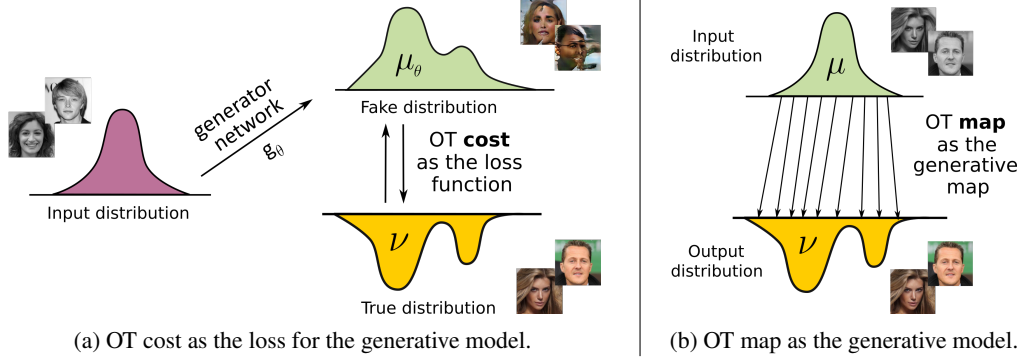 Input distribution
generator
network
g_θ
μ_θ
Fake distribution
OT cost
as the loss
function
ν
True distribution
(a) OT cost as the loss for the generative model.
Input
distribution
μ
OT map
as the
generative
map
ν
Output
distribution
(b) OT map as the generative model.